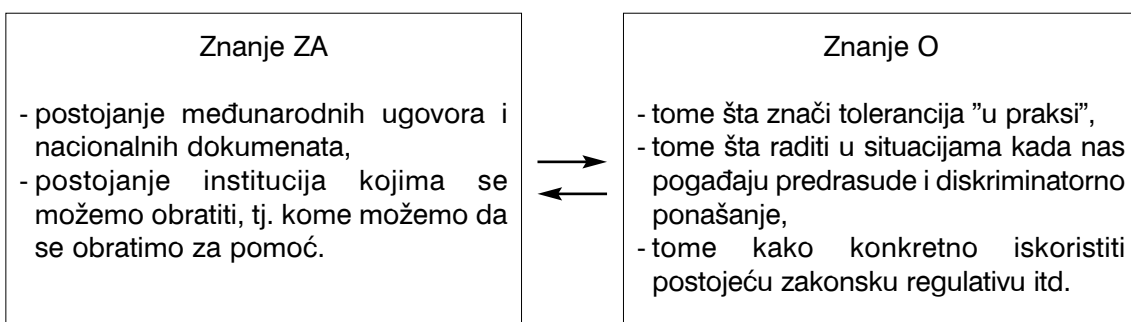 Znanje ZA
- postojanje međunarodnih ugovora i
nacionalnih dokumenata,
- postojanje institucija kojima se
možemo obratiti, tj. kome možemo da
se obratimo za pomoć.
Znanje O
- tome šta znači tolerancija ”u praksi”,
- tome šta raditi u situacijama kada nas
pogađaju predrasude i diskriminatorno
ponašanje,
- tome kako konkretno iskoristiti
postojeću zakonsku regulativu itd.